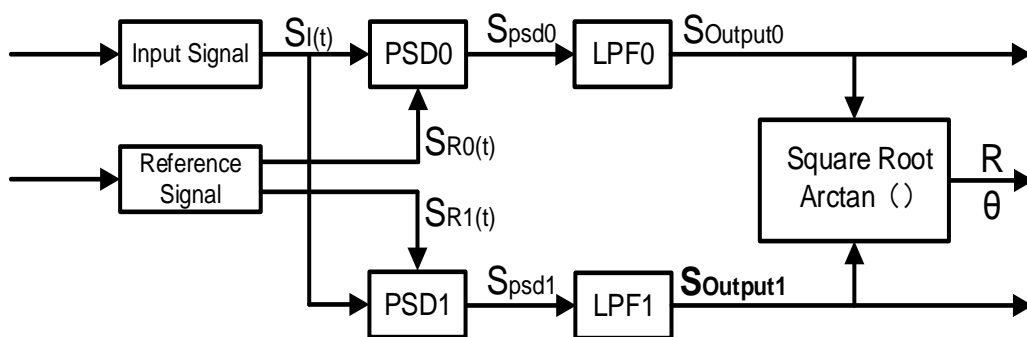 Input Signal
SI(t)
PSD0
Spsd0
LPF0
SOutput0
Reference
Signal
SR0(t)
SR1(t)
Square Root
Arctan（）
R
θ
PSD1
Spsd1
LPF1
SOutput1